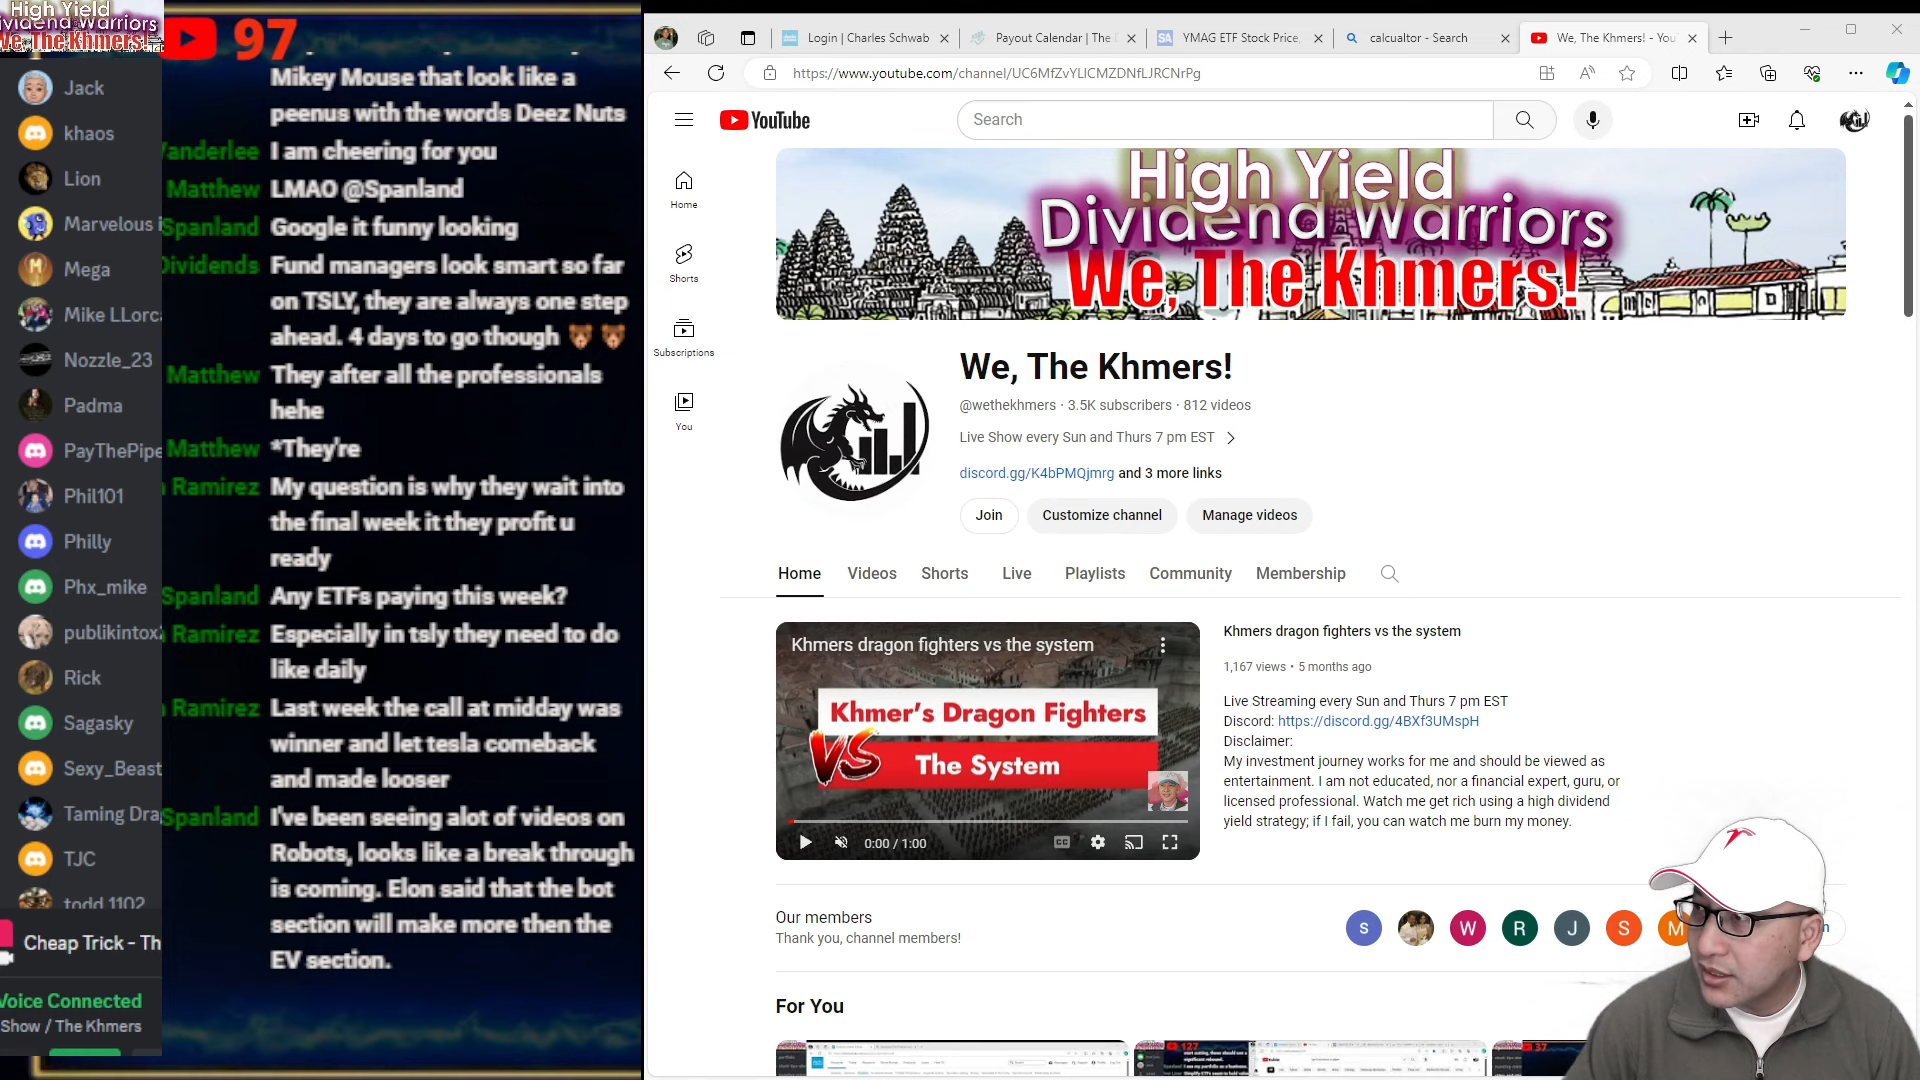 High Yield
Dividend Warriors
We, The Khmers!
97
Jack
khaos
Lion
Marvelous i
Mega
Mike LLorca
Nozzle_23
Padma
PayThePipe
Phil101
Philly
Phx_mike
publikintox2
Rick
Sagasky
Sexy_Beast
Taming Dra
TJC
todd 1102
Cheap Trick - Th
Voice Connected
Show / The Khmers
Mikey Mouse that look like a
peenus with the words Deez Nuts
Vanderlee I am cheering for you
Matthew LMAO @Spanland
Spanland Google it funny looking
Dividends Fund managers look smart so far
on TSLY, they are always one step
ahead. 4 days to go though 🐻 🐻
Matthew They after all the professionals
hehe
Matthew *They're
Ramirez My question is why they wait into
the final week it they profit u
ready
Spanland Any ETFs paying this week?
Ramirez Especially in tsly they need to do
like daily
Ramirez Last week the call at midday was
winner and let tesla comeback
and made looser
Spanland I've been seeing alot of videos on
Robots, looks like a break through
is coming. Elon said that the bot
section will make more then the
EV section.
Login | Charles Schwab
Payout Calendar | The
YMAG ETF Stock Price,
calcualtor - Search
We, The Khmers! - You
https://www.youtube.com/channel/UC6MfZvYLlCMZDNfLJRCNrPg
YouTube
Search
Home
Shorts
Subscriptions
You
High Yield
Dividend Warriors
We, The Khmers!
We, The Khmers!
@wethekhmers · 3.5K subscribers · 812 videos
Live Show every Sun and Thurs 7 pm EST
discord.gg/K4bPMQjmrg and 3 more links
Join
Customize channel
Manage videos
Home Videos Shorts Live Playlists Community Membership
Khmers dragon fighters vs the system
Khmer's Dragon Fighters
VS
The System
0:00 / 1:00
Khmers dragon fighters vs the system
1,167 views • 5 months ago
Live Streaming every Sun and Thurs 7 pm EST
Discord: https://discord.gg/4BXf3UMspH
Disclaimer:
My investment journey works for me and should be viewed as
entertainment. I am not educated, nor a financial expert, guru, or
licensed professional. Watch me get rich using a high dividend
yield strategy; if I fail, you can watch me burn my money.
Our members
Thank you, channel members!
S
W
R
J
S
M
For You
127
37